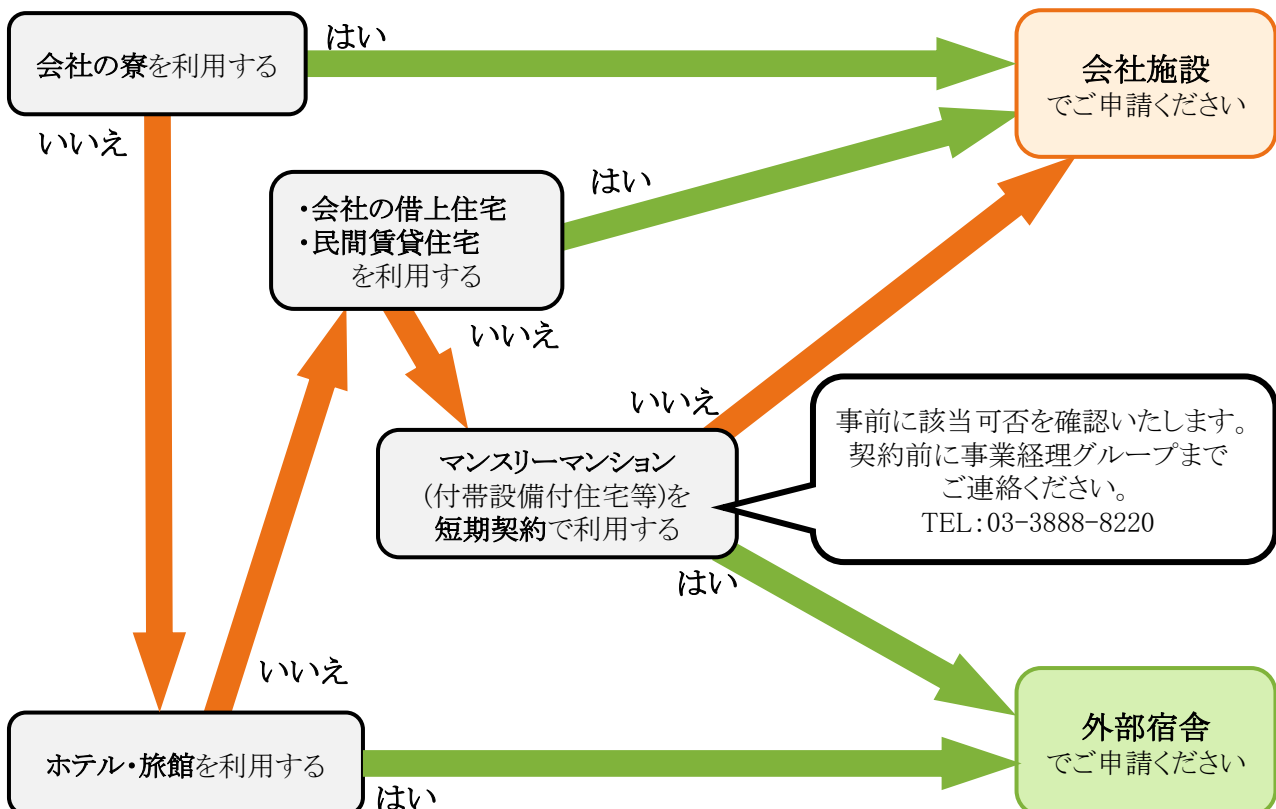 会社の寮を利用する
はい
会社施設
でご申請ください
いいえ
・会社の借上住宅
・民間賃貸住宅
を利用する
はい
いいえ
いいえ
マンスリーマンション
(付帯設備付住宅等)を
短期契約で利用する
事前に該当可否を確認いたします。
契約前に事業経理グループまで
ご連絡ください。
TEL:03-3888-8220
はい
いいえ
ホテル・旅館を利用する
はい
外部宿舎
でご申請ください